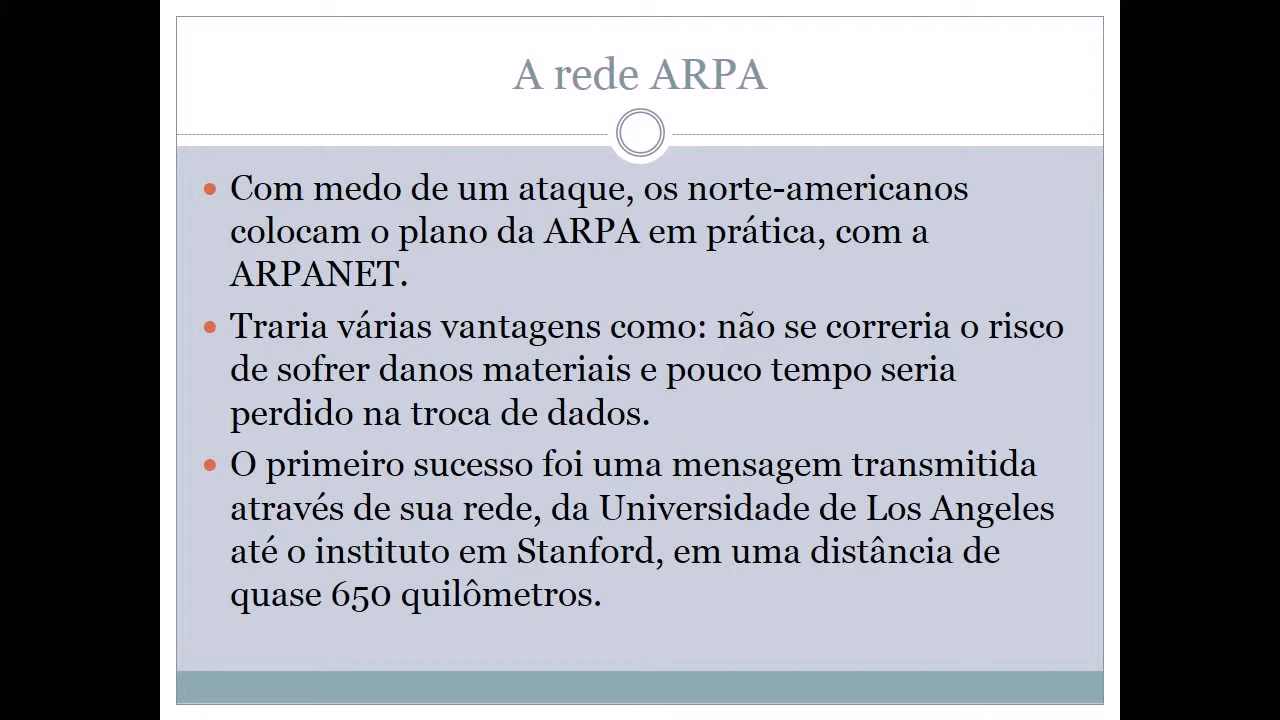 A rede ARPA
• Com medo de um ataque, os norte-americanos
colocam o plano da ARPA em prática, com a
ARPANET.
• Traria várias vantagens como: não se correria o risco
de sofrer danos materiais e pouco tempo seria
perdido na troca de dados.
• O primeiro sucesso foi uma mensagem transmitida
através de sua rede, da Universidade de Los Angeles
até o instituto em Stanford, em uma distância de
quase 650 quilômetros.